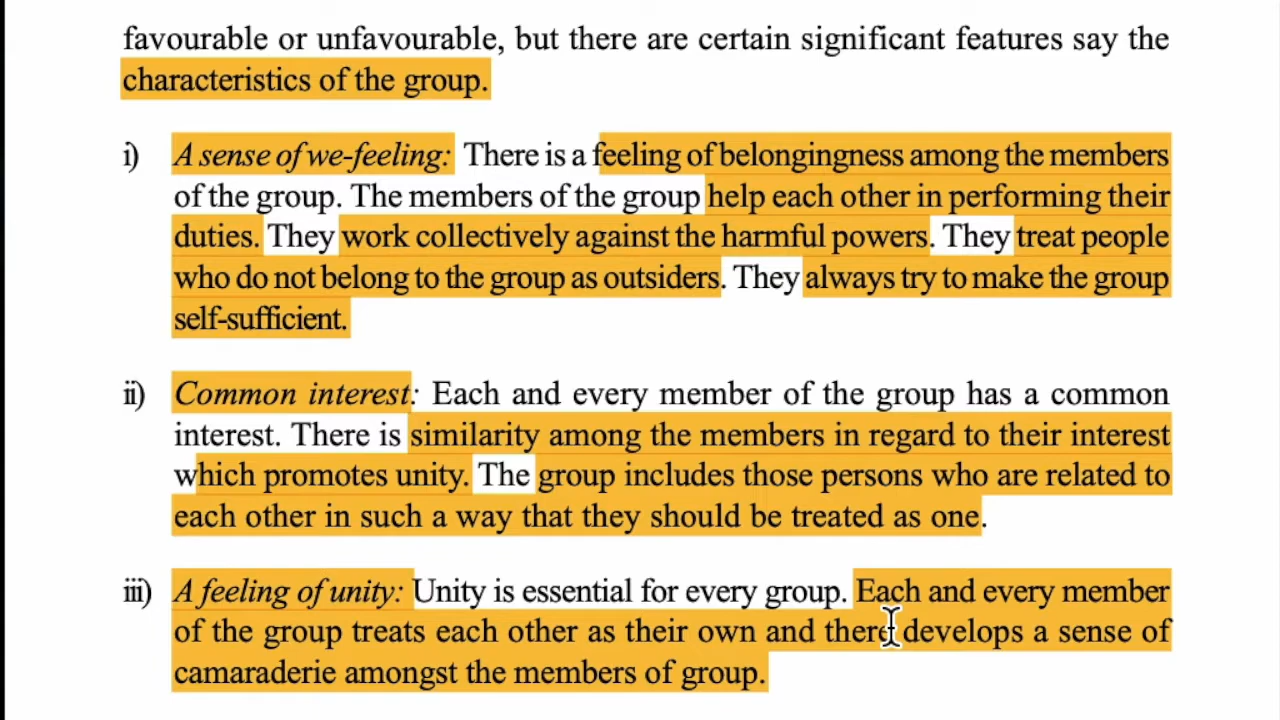 favourable or unfavourable, but there are certain significant features say the
characteristics of the group.
i) A sense of we-feeling: There is a feeling of belongingness among the members
of the group. The members of the group help each other in performing their
duties. They work collectively against the harmful powers. They treat people
who do not belong to the group as outsiders. They always try to make the group
self-sufficient.
ii) Common interest: Each and every member of the group has a common
interest. There is similarity among the members in regard to their interest
which promotes unity. The group includes those persons who are related to
each other in such a way that they should be treated as one.
iii) A feeling of unity: Unity is essential for every group. Each and every member
of the group treats each other as their own and there develops a sense of
camaraderie amongst the members of group.